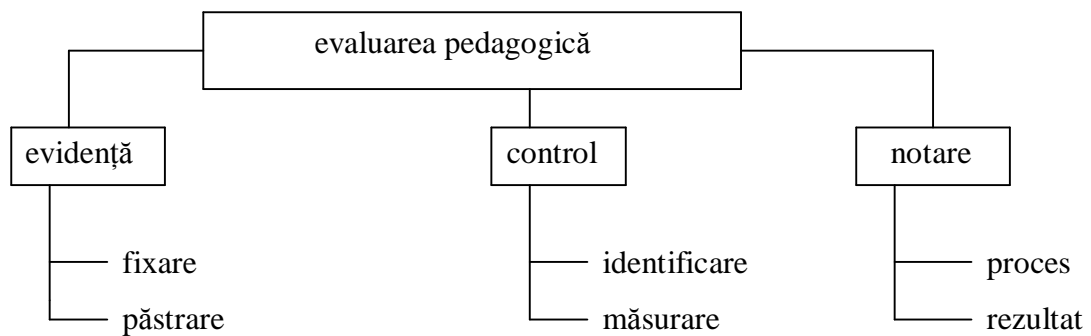 evaluarea pedagogică
evidență
control
notare
fixare
identificare
proces
păstrare
măsurare
rezultat